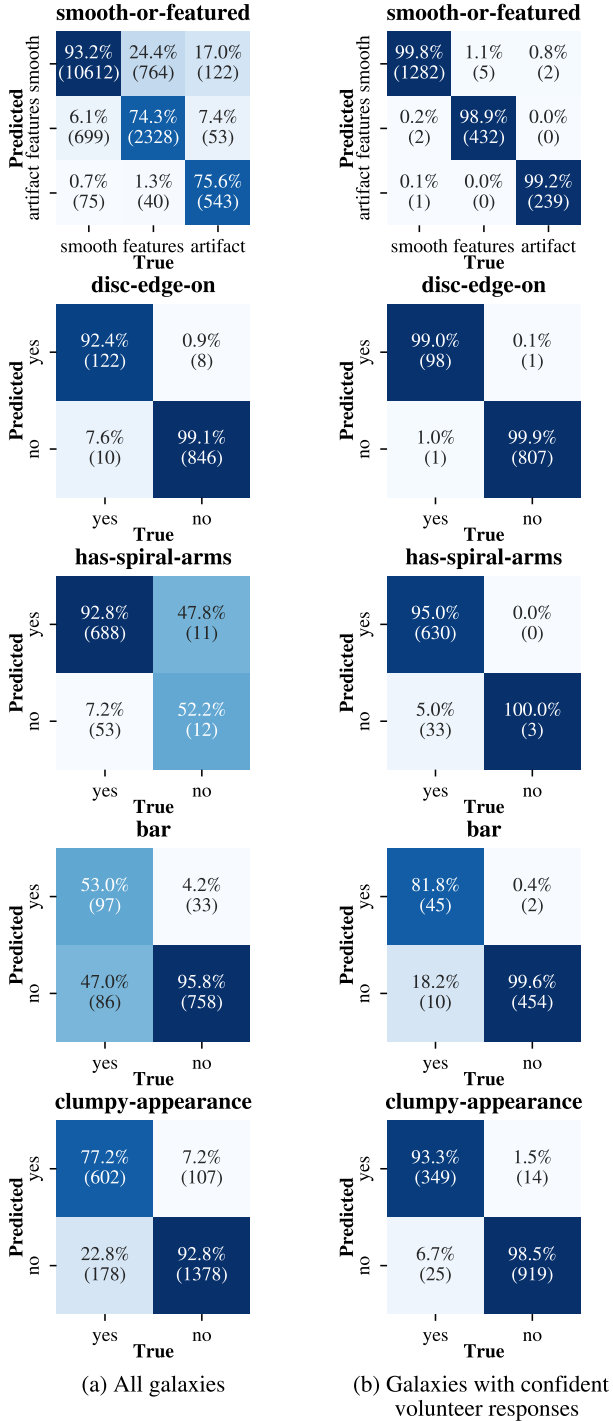 smooth-or-featured
smooth-or-featured
Predicted
artifact features smooth
93.2% 24.4% 17.0%
(10612) (764) (122)
6.1% 74.3% 7.4%
(699) (2328) (53)
0.7% 1.3% 75.6%
(75) (40) (543)
smooth features artifact
True
Predicted
artifact features smooth
99.8% 1.1% 0.8%
(1282) (5) (2)
0.2% 98.9% 0.0%
(2) (432) (0)
0.1% 0.0% 99.2%
(1) (0) (239)
smooth features artifact
True
disc-edge-on
Predicted
yes
no
92.4% 0.9%
(122) (8)
7.6% 99.1%
(10) (846)
yes no
True
disc-edge-on
Predicted
yes
no
99.0% 0.1%
(98) (1)
1.0% 99.9%
(1) (807)
yes no
True
has-spiral-arms
Predicted
yes
no
92.8% 47.8%
(688) (11)
7.2% 52.2%
(53) (12)
yes no
True
has-spiral-arms
Predicted
yes
no
95.0% 0.0%
(630) (0)
5.0% 100.0%
(33) (3)
yes no
True
bar
Predicted
yes
no
53.0% 4.2%
(97) (33)
47.0% 95.8%
(86) (758)
yes no
True
bar
Predicted
yes
no
81.8% 0.4%
(45) (2)
18.2% 99.6%
(10) (454)
yes no
True
clumpy-appearance
Predicted
yes
no
77.2% 7.2%
(602) (107)
22.8% 92.8%
(178) (1378)
yes no
True
clumpy-appearance
Predicted
yes
no
93.3% 1.5%
(349) (14)
6.7% 98.5%
(25) (919)
yes no
True
(a) All galaxies
(b) Galaxies with confident
volunteer responses